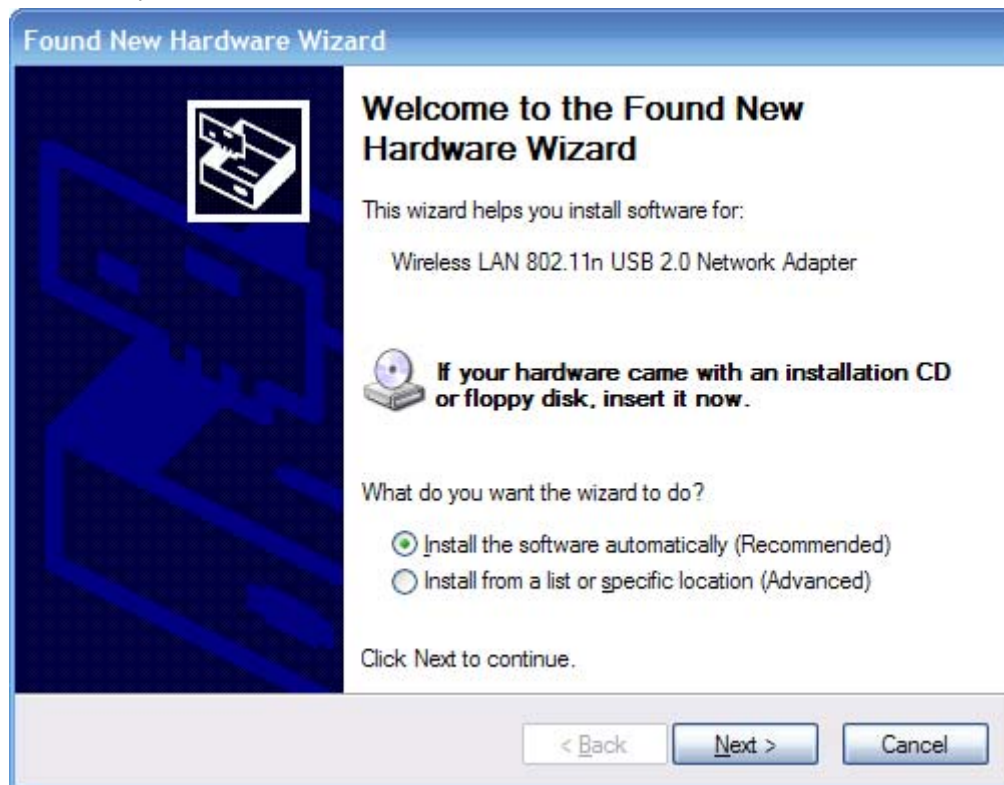 Found New Hardware Wizard
Welcome to the Found New
Hardware Wizard
This wizard helps you install software for:
Wireless LAN 802.11n USB 2.0 Network Adapter
If your hardware came with an installation CD
or floppy disk, insert it now.
What do you want the wizard to do?
Install the software automatically (Recommended)
Install from a list or specific location (Advanced)
Click Next to continue.
< Back Next > Cancel